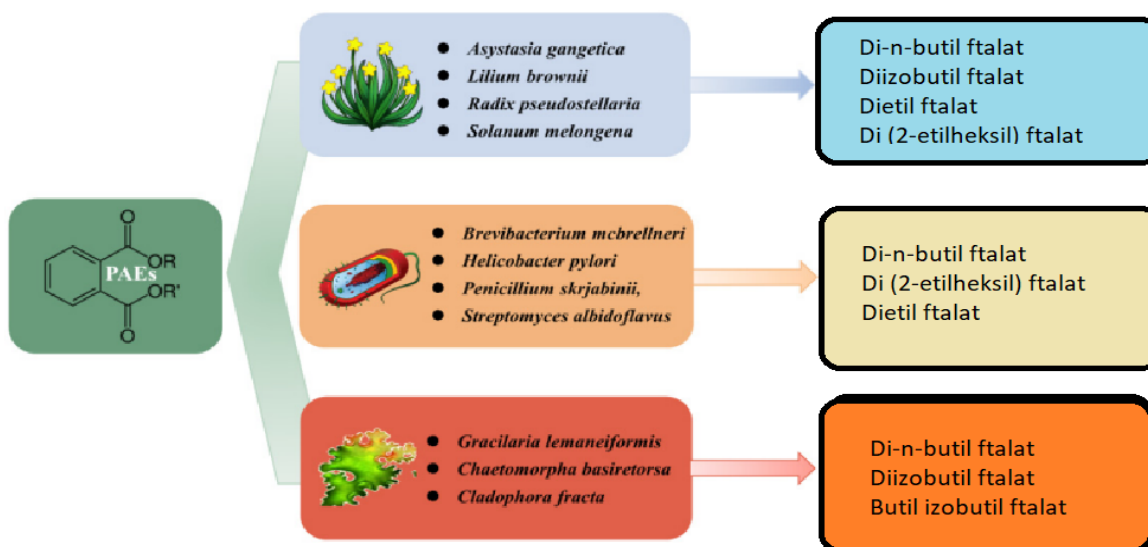 O
OR
PAEs
OR'
O
Asystasia gangetica
Lilium brownii
Radix pseudostellaria
Solanum melongena
Di-n-butil ftalat
Diizobutil ftalat
Dietil ftalat
Di (2-etilheksil) ftalat
Brevibacterium mcbrellneri
Helicobacter pylori
Penicillium skrjabinii,
Streptomyces albidoflavus
Di-n-butil ftalat
Di (2-etilheksil) ftalat
Dietil ftalat
Gracilaria lemaneiformis
Chaetomorpha basiretorsa
Cladophora fracta
Di-n-butil ftalat
Diizobutil ftalat
Butil izobutil ftalat